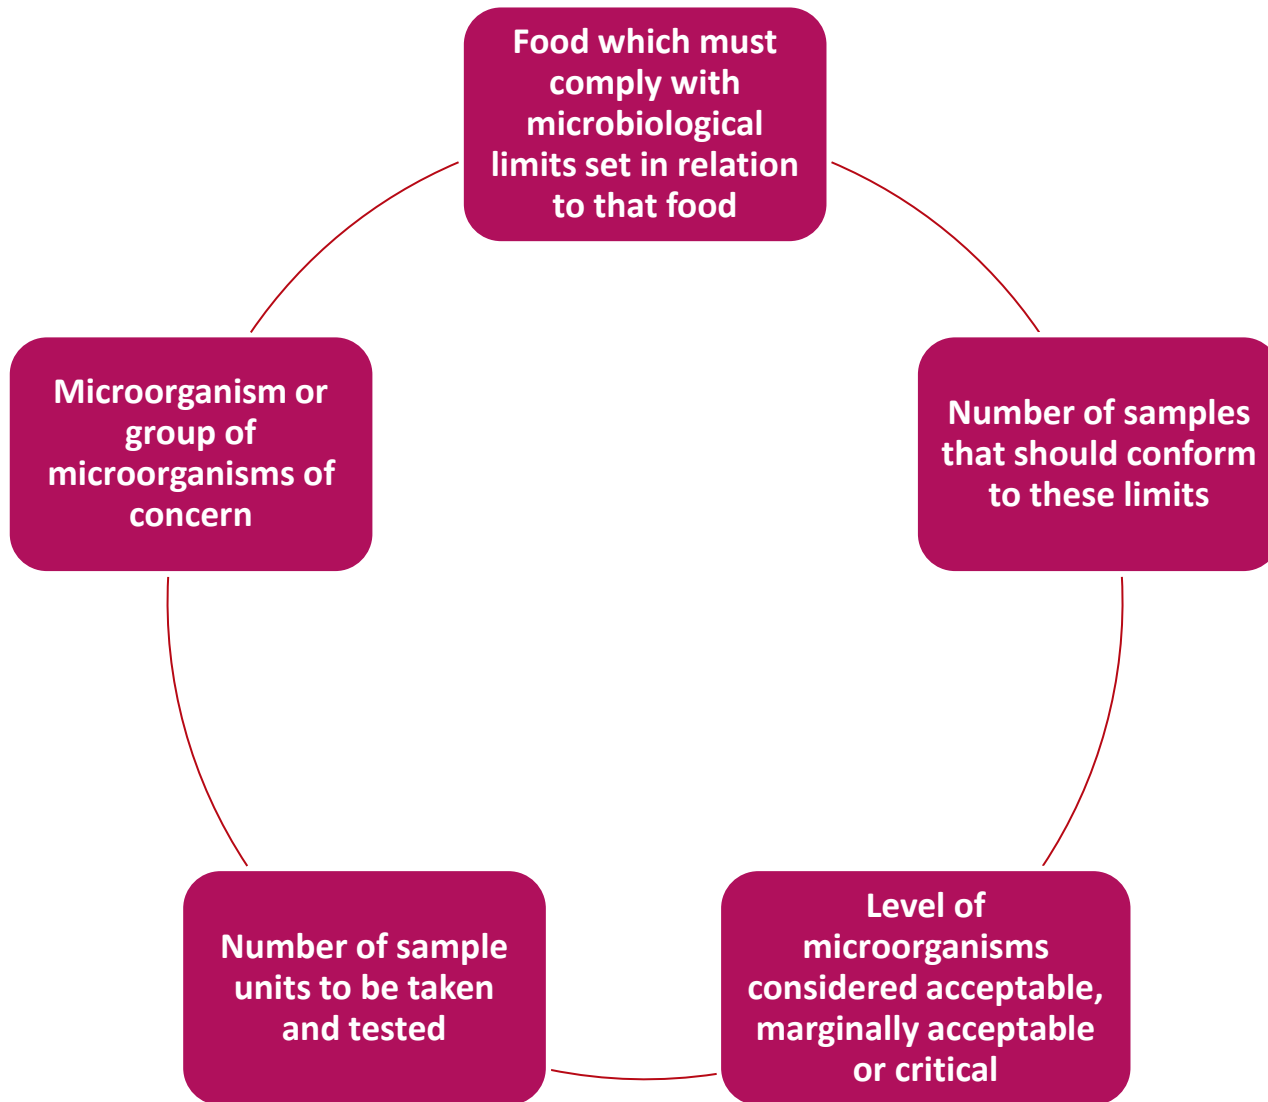 Food which must
comply with
microbiological
limits set in relation
to that food
Number of samples
that should conform
to these limits
Level of
microorganisms
considered acceptable,
marginally acceptable
or critical
Number of sample
units to be taken
and tested
Microorganism or
group of
microorganisms of
concern